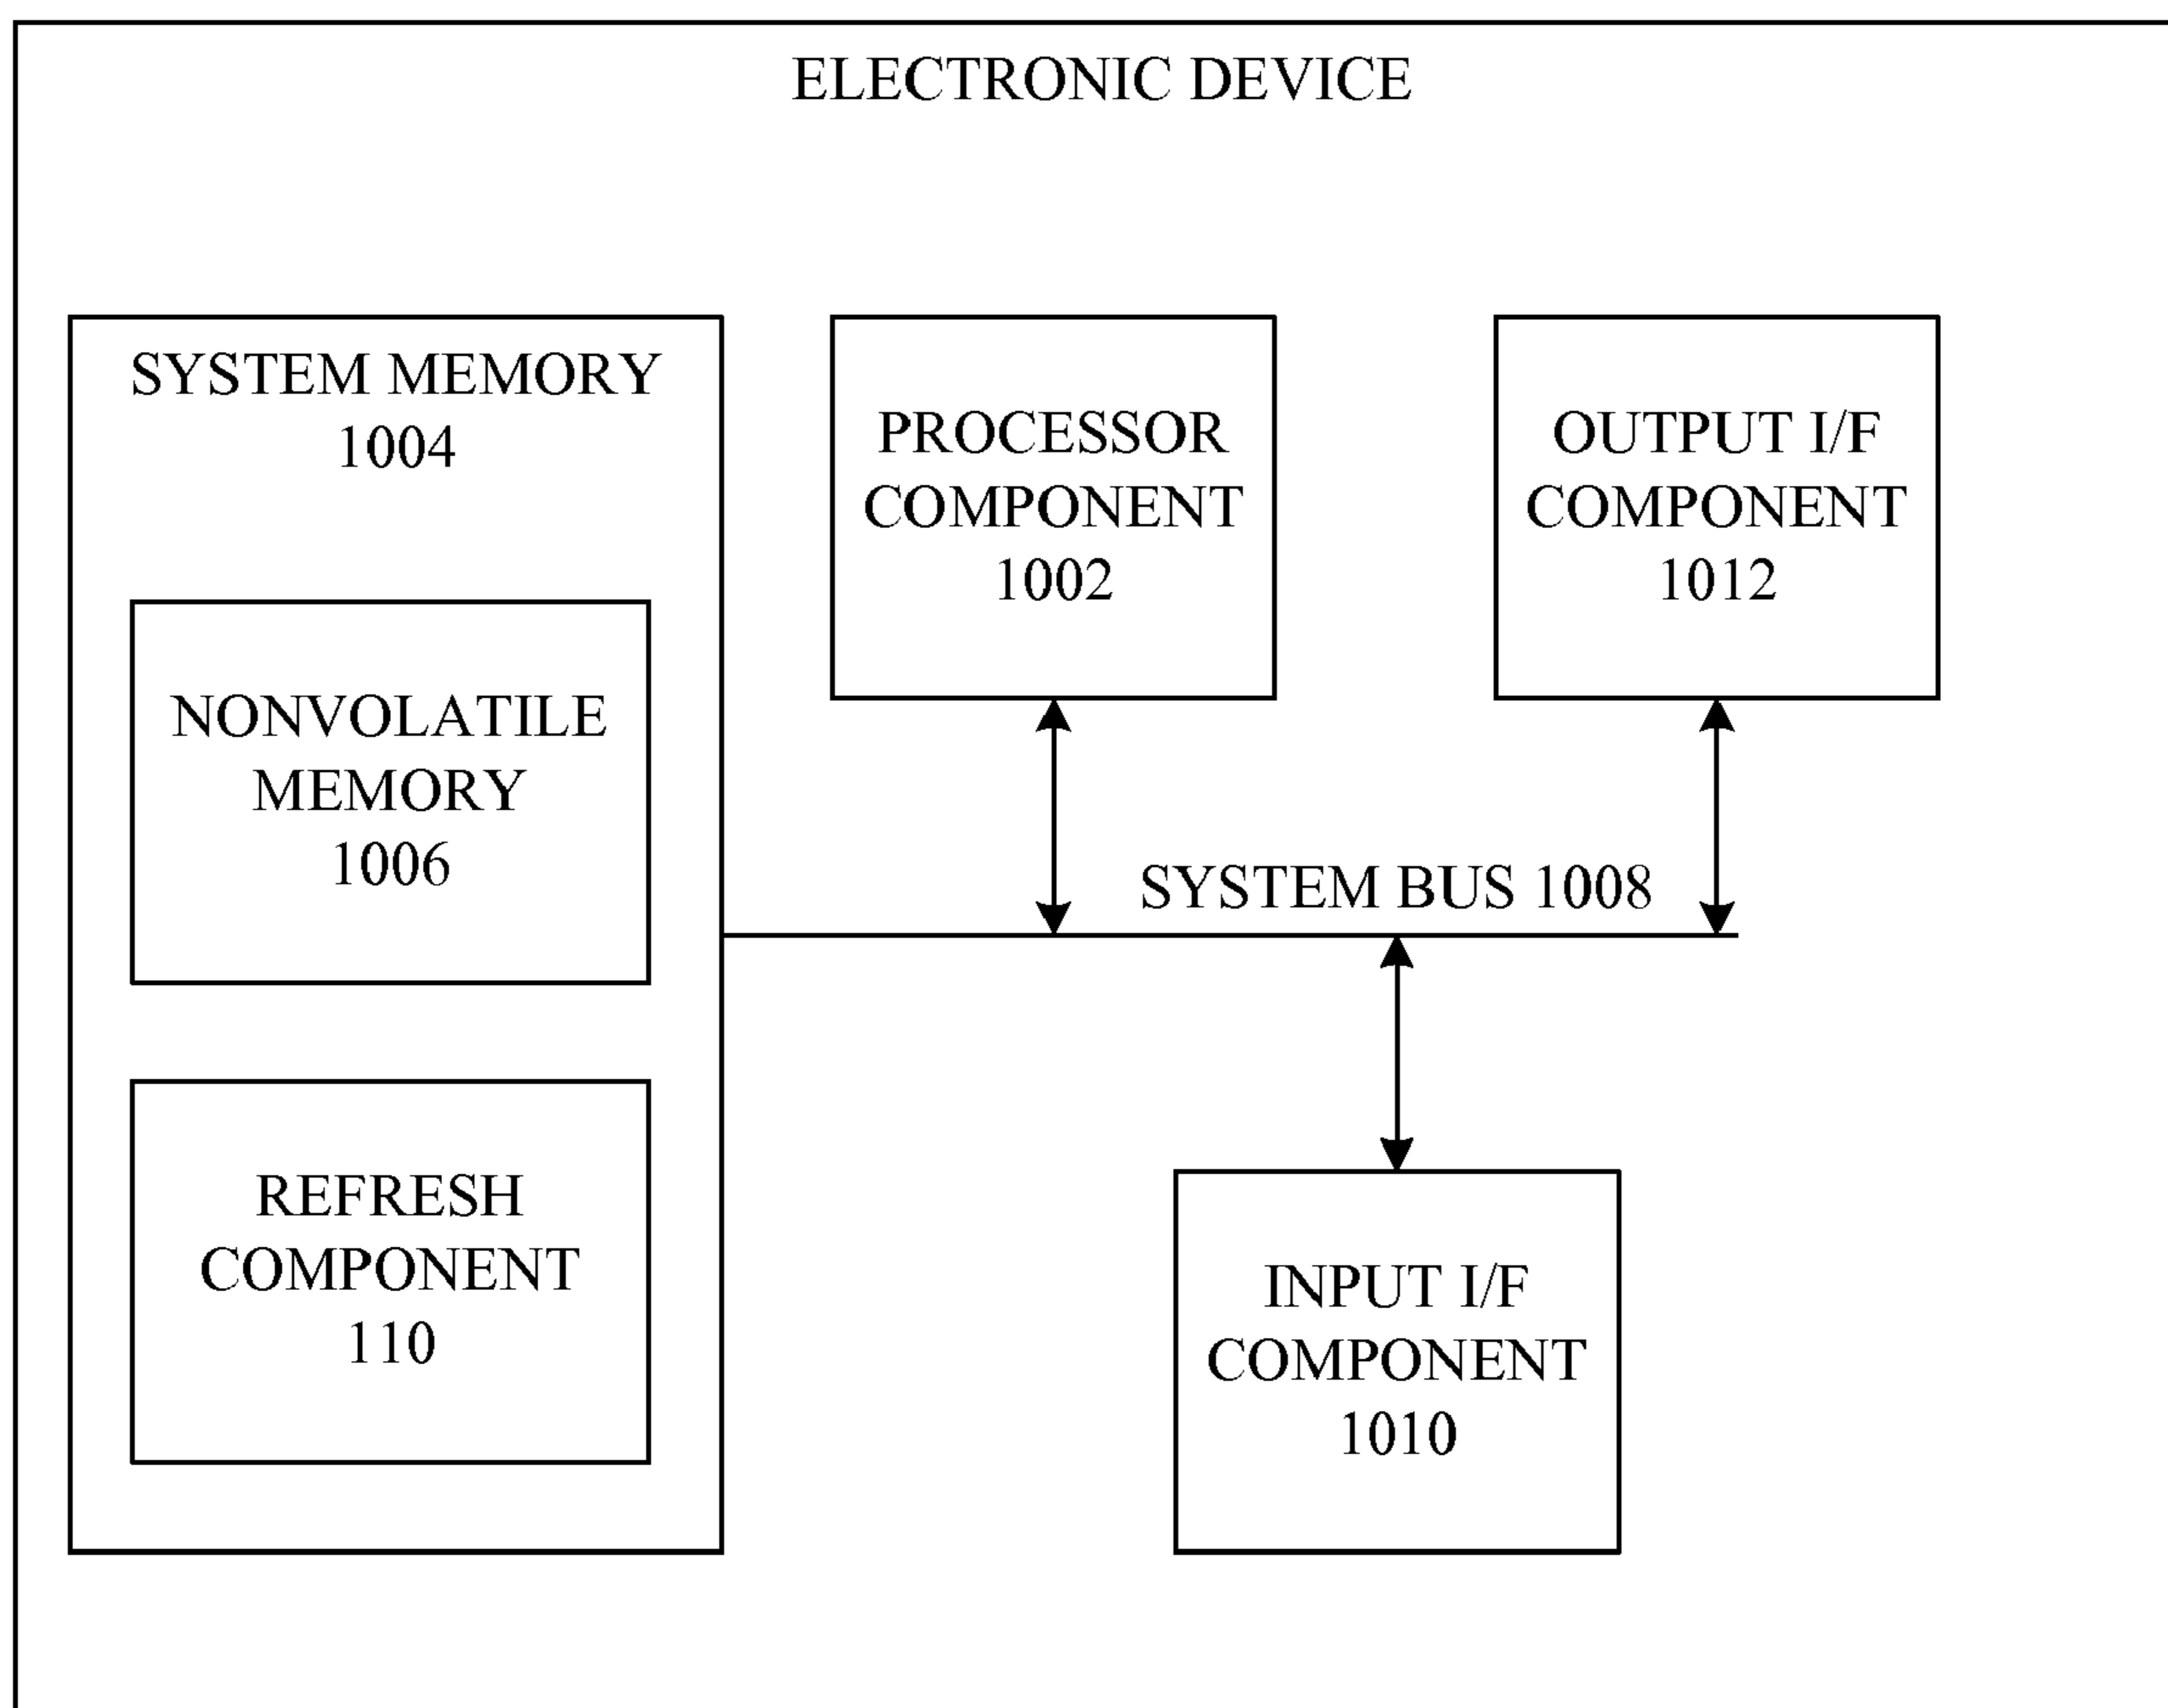 ELECTRONIC DEVICE
SYSTEM MEMORY
1004
NONVOLATILE
MEMORY
1006
REFRESH
COMPONENT
110
PROCESSOR
COMPONENT
1002
OUTPUT I/F
COMPONENT
1012
SYSTEM BUS 1008
INPUT I/F
COMPONENT
1010